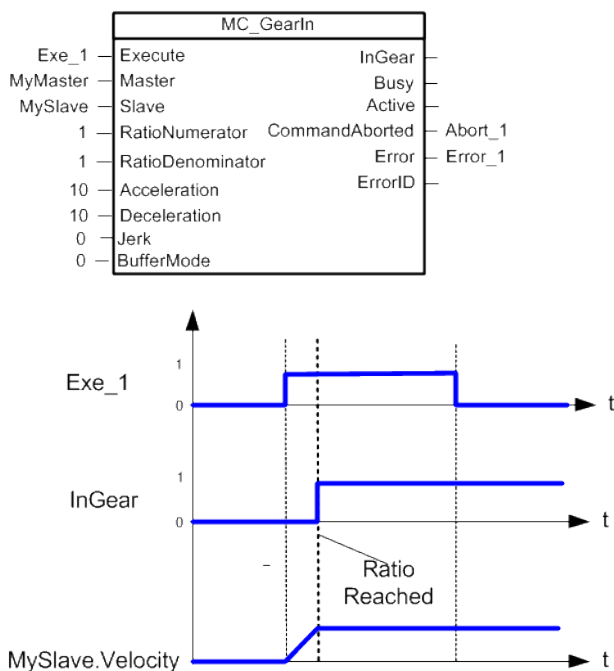 MC_GearIn
Exe_1 Execute InGear
MyMaster Master Busy
MySlave Slave Active
1 RatioNumerator CommandAborted Abort_1
1 RatioDenominator Error Error_1
10 Acceleration ErrorID
10 Deceleration
0 Jerk
0 BufferMode
1
Exe_1
0 t
1
InGear
0 t
Ratio
Reached
MySlave.Velocity t